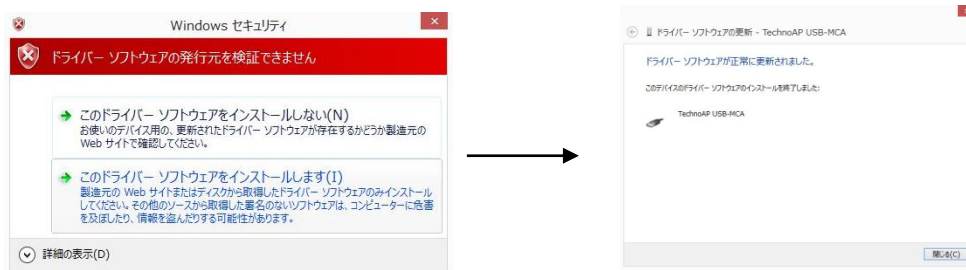 Windows セキュリティ
ドライバー ソフトウェアの発行元を検証できません
このドライバー ソフトウェアをインストールしない(N)
お使いのデバイス用の、更新されたドライバー ソフトウェアが存在するかどうか製造元の
Web サイトで確認してください。
このドライバー ソフトウェアをインストールします(I)
製造元の Web サイトまたはディスクから取得したドライバー ソフトウェアのみインストール
してください。その他のソースから取得した署名のないソフトウェアは、コンピューターに危害
を及ぼしたり、情報を盗んだりする可能性があります。
詳細の表示(D)
ドライバー ソフトウェアの更新 - TechnoAP USB-MCA
ドライバー ソフトウェアが正常に更新されました。
このデバイスのドライバー ソフトウェアのインストールを終了しました:
TechnoAP USB-MCA
閉じる(C)